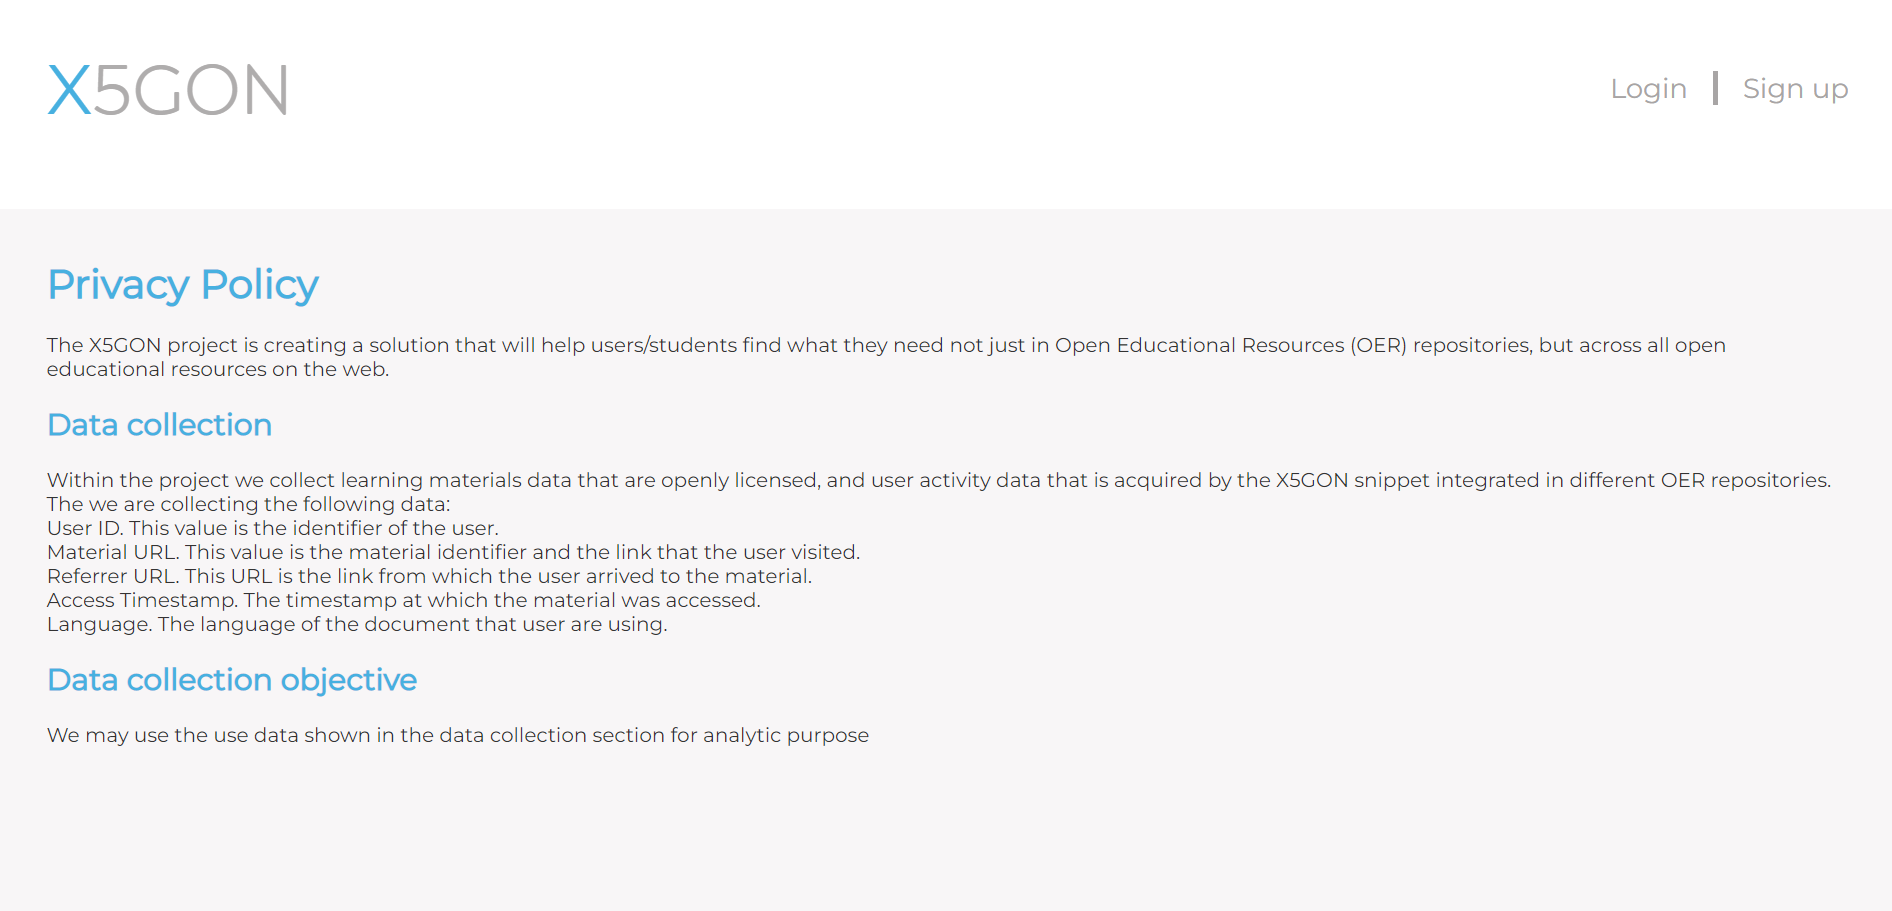 X5GON
Login | Sign up
Privacy Policy
The X5GON project is creating a solution that will help users/students find what they need not just in Open Educational Resources (OER) repositories, but across all open
educational resources on the web.
Data collection
Within the project we collect learning materials data that are openly licensed, and user activity data that is acquired by the X5GON snippet integrated in different OER repositories.
The we are collecting the following data:
User ID. This value is the identifier of the user.
Material URL. This value is the material identifier and the link that the user visited.
Referrer URL. This URL is the link from which the user arrived to the material.
Access Timestamp. The timestamp at which the material was accessed.
Language. The language of the document that user are using.
Data collection objective
We may use the use data shown in the data collection section for analytic purpose